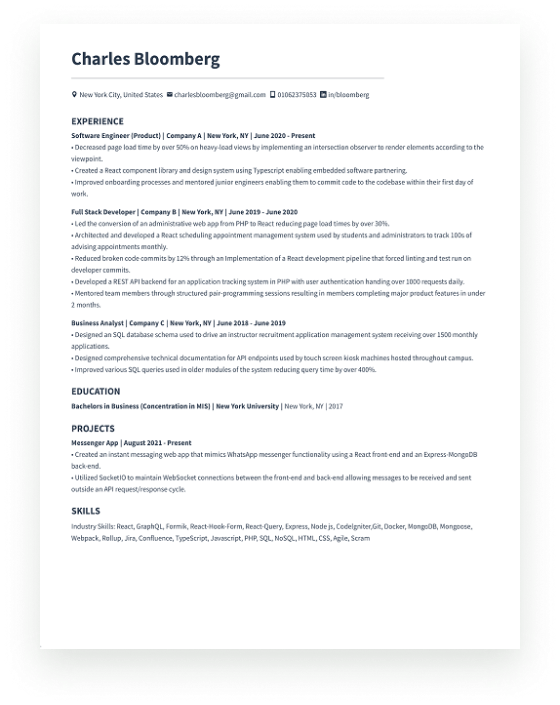 Charles Bloomberg
New York City, United States charlesbloomberg@gmail.com 01062375053 in/bloomberg
EXPERIENCE
Software Engineer (Product) | Company A | New York, NY | June 2020 - Present
• Decreased page load time by over 50% on heavy-load views by implementing an intersection observer to render elements according to the
viewpoint.
• Created a React component library and design system using Typescript enabling embedded software partnering.
• Improved onboarding processes and mentored junior engineers enabling them to commit code to the codebase within their first day of
work.
Full Stack Developer | Company B | New York, NY | June 2019 - June 2020
• Led the conversion of an administrative web app from PHP to React reducing page load times by over 30%.
• Architected and developed a React scheduling appointment management system used by students and administrators to track 100s of
advising appointments monthly.
• Reduced broken code commits by 12% through an Implementation of a React development pipeline that forced linting and test run on
developer commits.
• Developed a REST API backend for an application tracking system in PHP with user authentication handing over 1000 requests daily.
• Mentored team members through structured pair-programming sessions resulting in members completing major product features in under
2 months.
Business Analyst | Company C | New York, NY | June 2018 - June 2019
• Designed an SQL database schema used to drive an instructor recruitment application management system receiving over 1500 monthly
applications.
• Designed comprehensive technical documentation for API endpoints used by touch screen kiosk machines hosted throughout campus.
• Improved various SQL queries used in older modules of the system reducing query time by over 400%.
EDUCATION
Bachelors in Business (Concentration in MIS) | New York University | New York, NY | 2017
PROJECTS
Messenger App | August 2021 - Present
• Created an instant messaging web app that mimics WhatsApp messenger functionality using a React front-end and an Express-MongoDB
back-end.
• Utilized SocketIO to maintain WebSocket connections between the front-end and back-end allowing messages to be received and sent
outside an API request/response cycle.
SKILLS
Industry Skills: React, GraphQL, Formik, React-Hook-Form, React-Query, Express, Node js, CodeIgniter,Git, Docker, MongoDB, Mongoose,
Webpack, Rollup, Jira, Confluence, TypeScript, Javascript, PHP, SQL, NoSQL, HTML, CSS, Agile, Scram